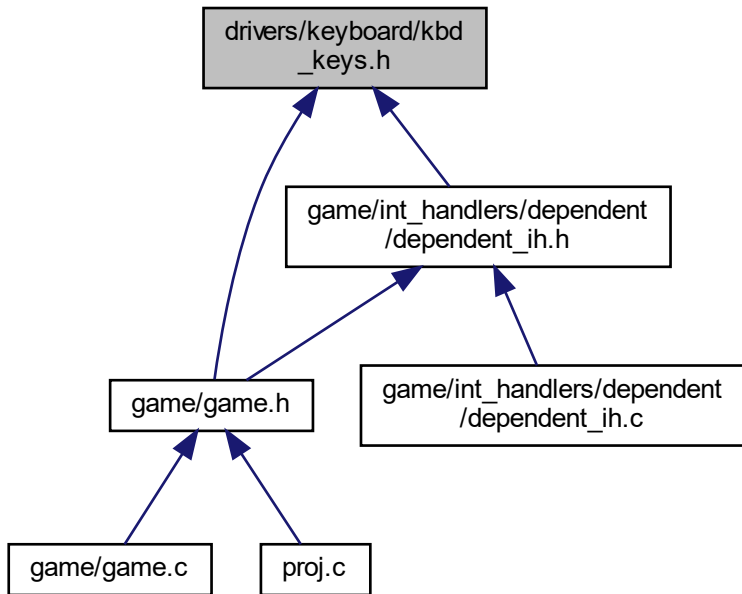 drivers/keyboard/kbd
_keys.h
game/int_handlers/dependent
/dependent_ih.h
game/game.h
game/int_handlers/dependent
/dependent_ih.c
game/game.c
proj.c